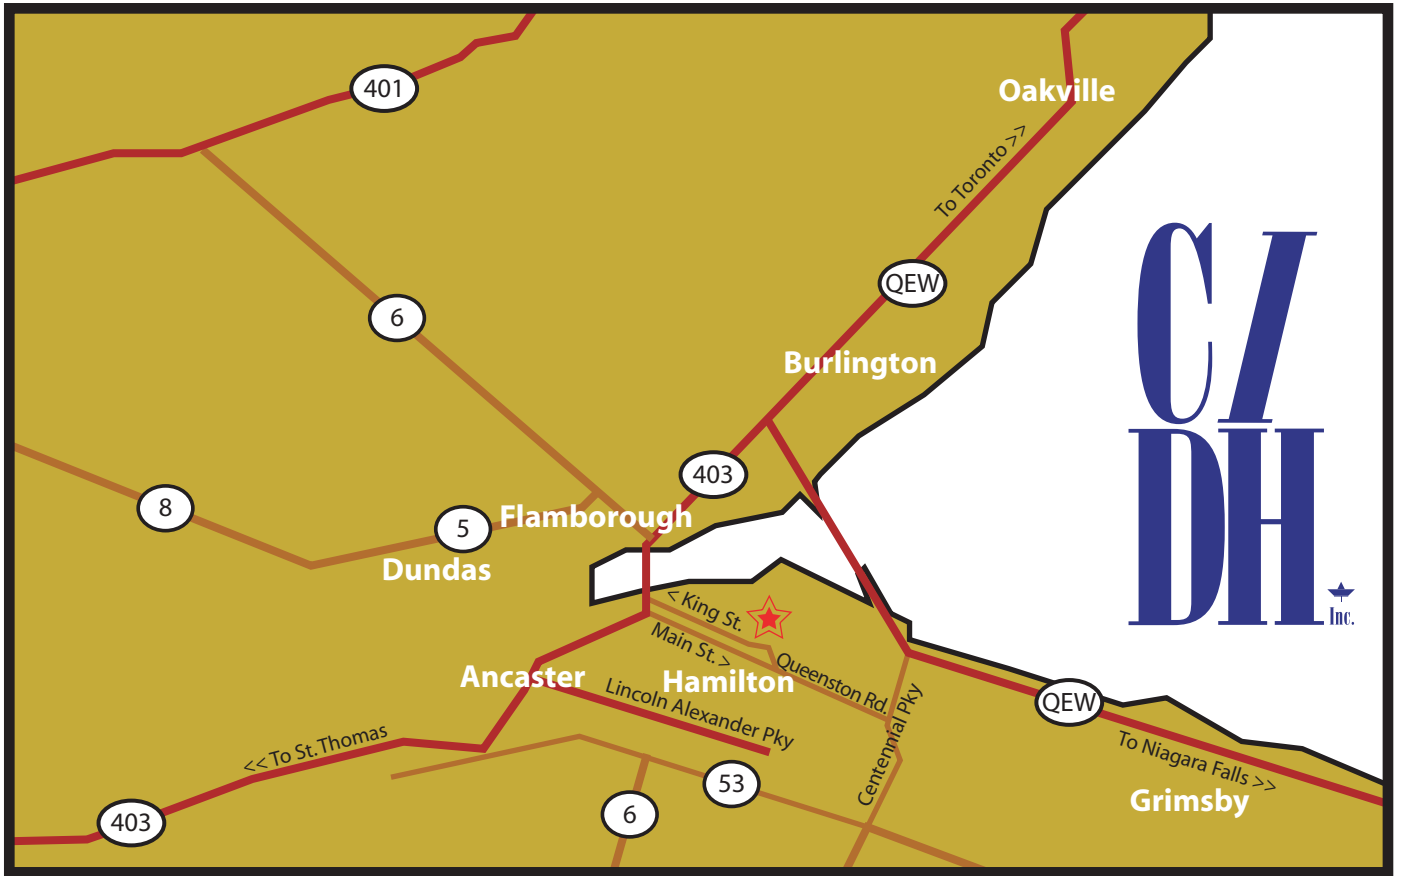 401
Oakville
To Toronto >>
QEW
6
Burlington
C I
DH
Inc.
403
8
5
Flamborough
Dundas
< King St.
Main St. >
Queenston Rd.
Ancaster
Hamilton
Lincoln Alexander Pky
Centennial Pky
QEW
<< To St. Thomas
To Niagara Falls >>
53
Grimsby
6
403